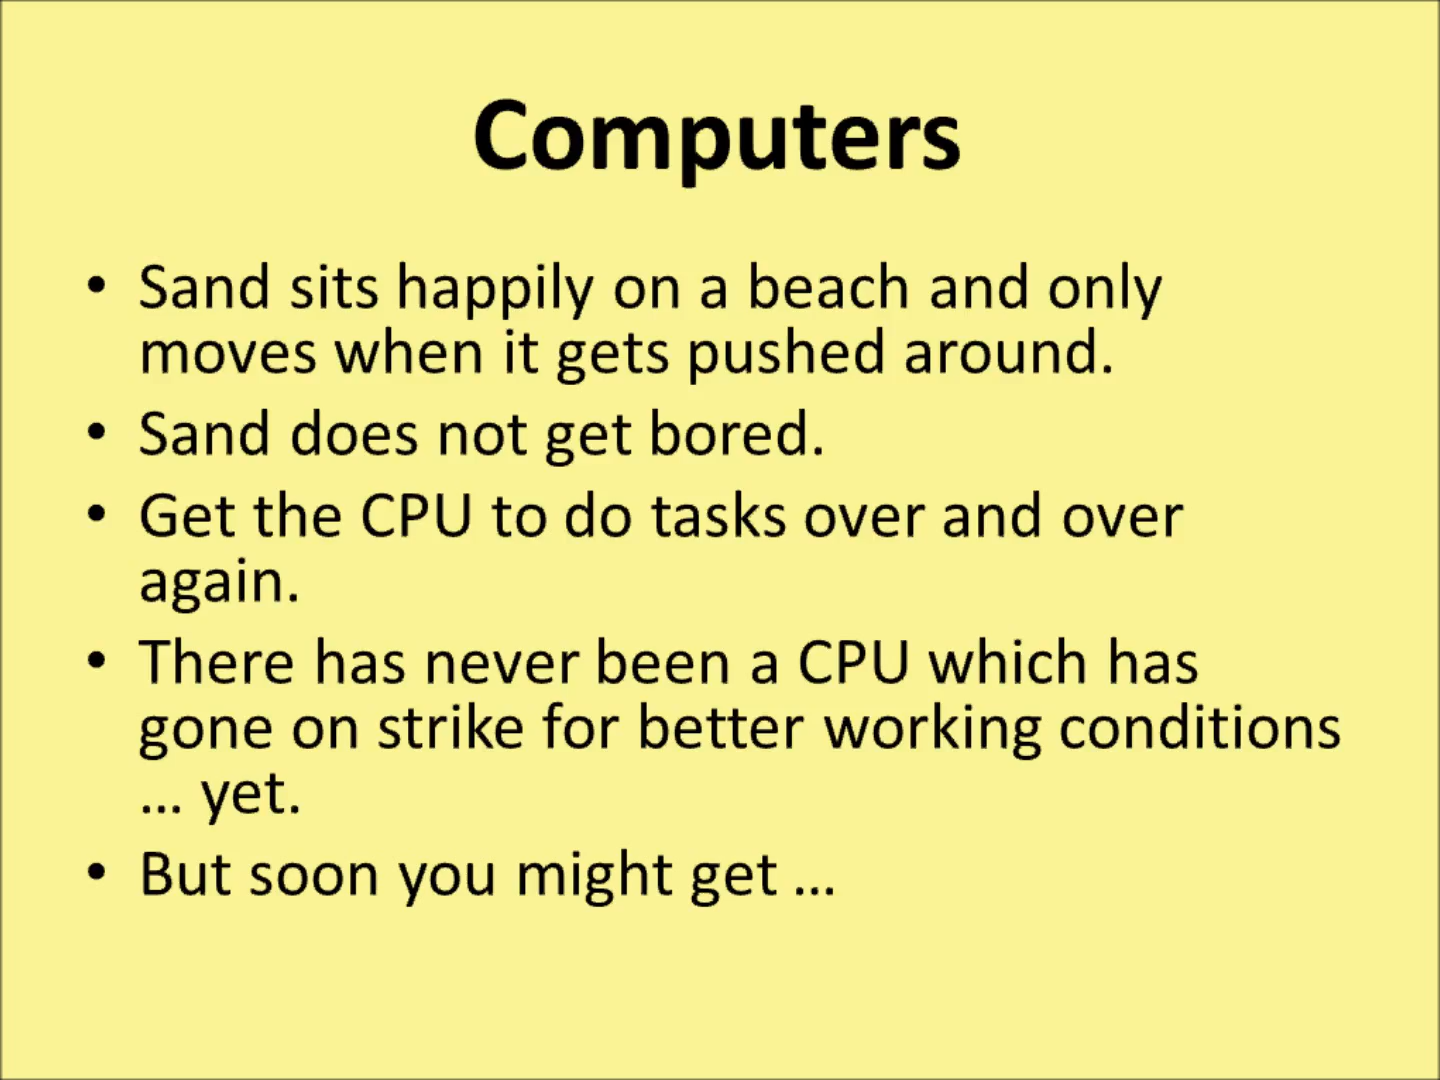 Computers
• Sand sits happily on a beach and only
moves when it gets pushed around.
• Sand does not get bored.
• Get the CPU to do tasks over and over
again.
• There has never been a CPU which has
gone on strike for better working conditions
… yet.
• But soon you might get …